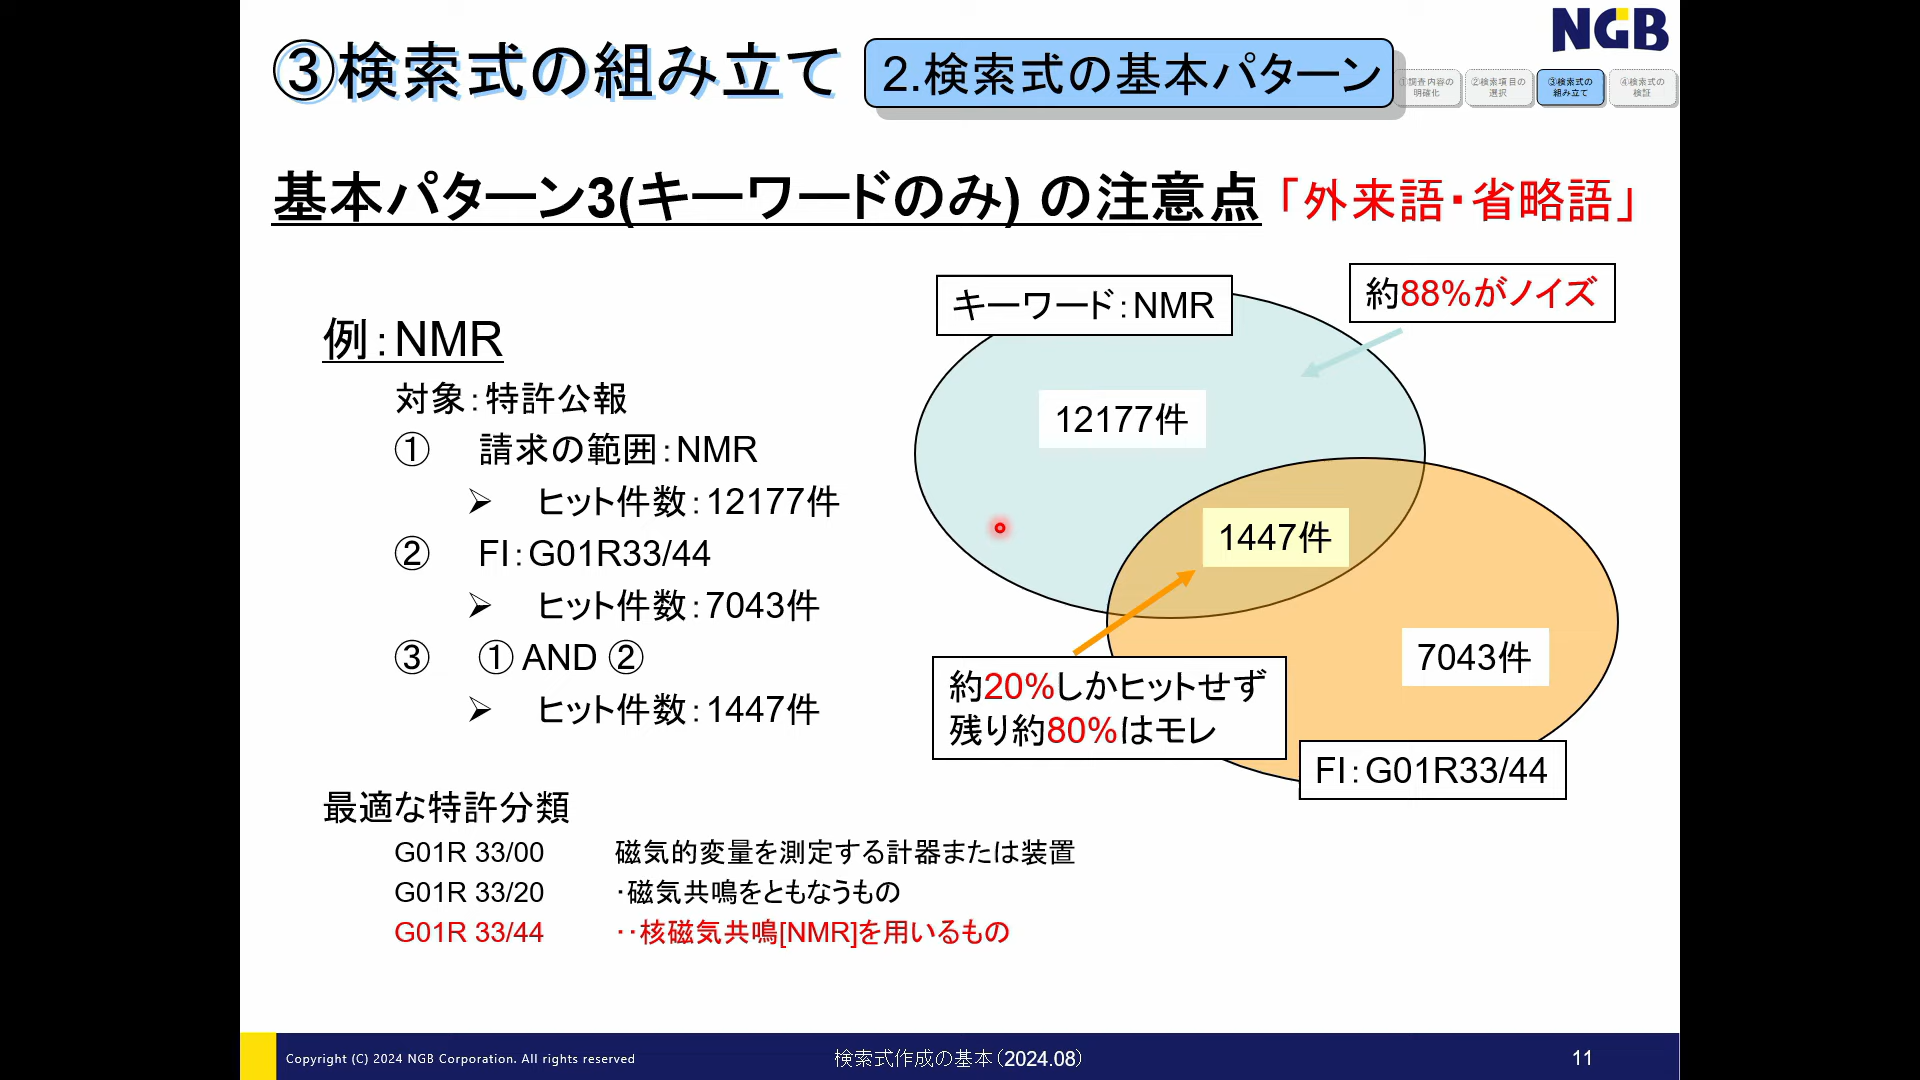 NGB
③検索式の組み立て
2.検索式の基本パターン
①調査内容の
明確化
②検索項目の
選択
③検索式の
組み立て
④検索式の
検証
基本パターン3(キーワードのみ) の注意点
「外来語・省略語」
例：NMR
対象：特許公報
① 請求の範囲：NMR
➢ ヒット件数：12177件
② FI：G01R33/44
➢ ヒット件数：7043件
③ ① AND ②
➢ ヒット件数：1447件
キーワード：NMR
約88%がノイズ
12177件
1447件
7043件
約20%しかヒットせず
残り約80%はモレ
FI：G01R33/44
最適な特許分類
G01R 33/00 磁気的変量を測定する計器または装置
G01R 33/20 ・磁気共鳴をともなうもの
G01R 33/44 ・・核磁気共鳴[NMR]を用いるもの
Copyright (C) 2024 NGB Corporation. All rights reserved
検索式作成の基本（2024.08）
11